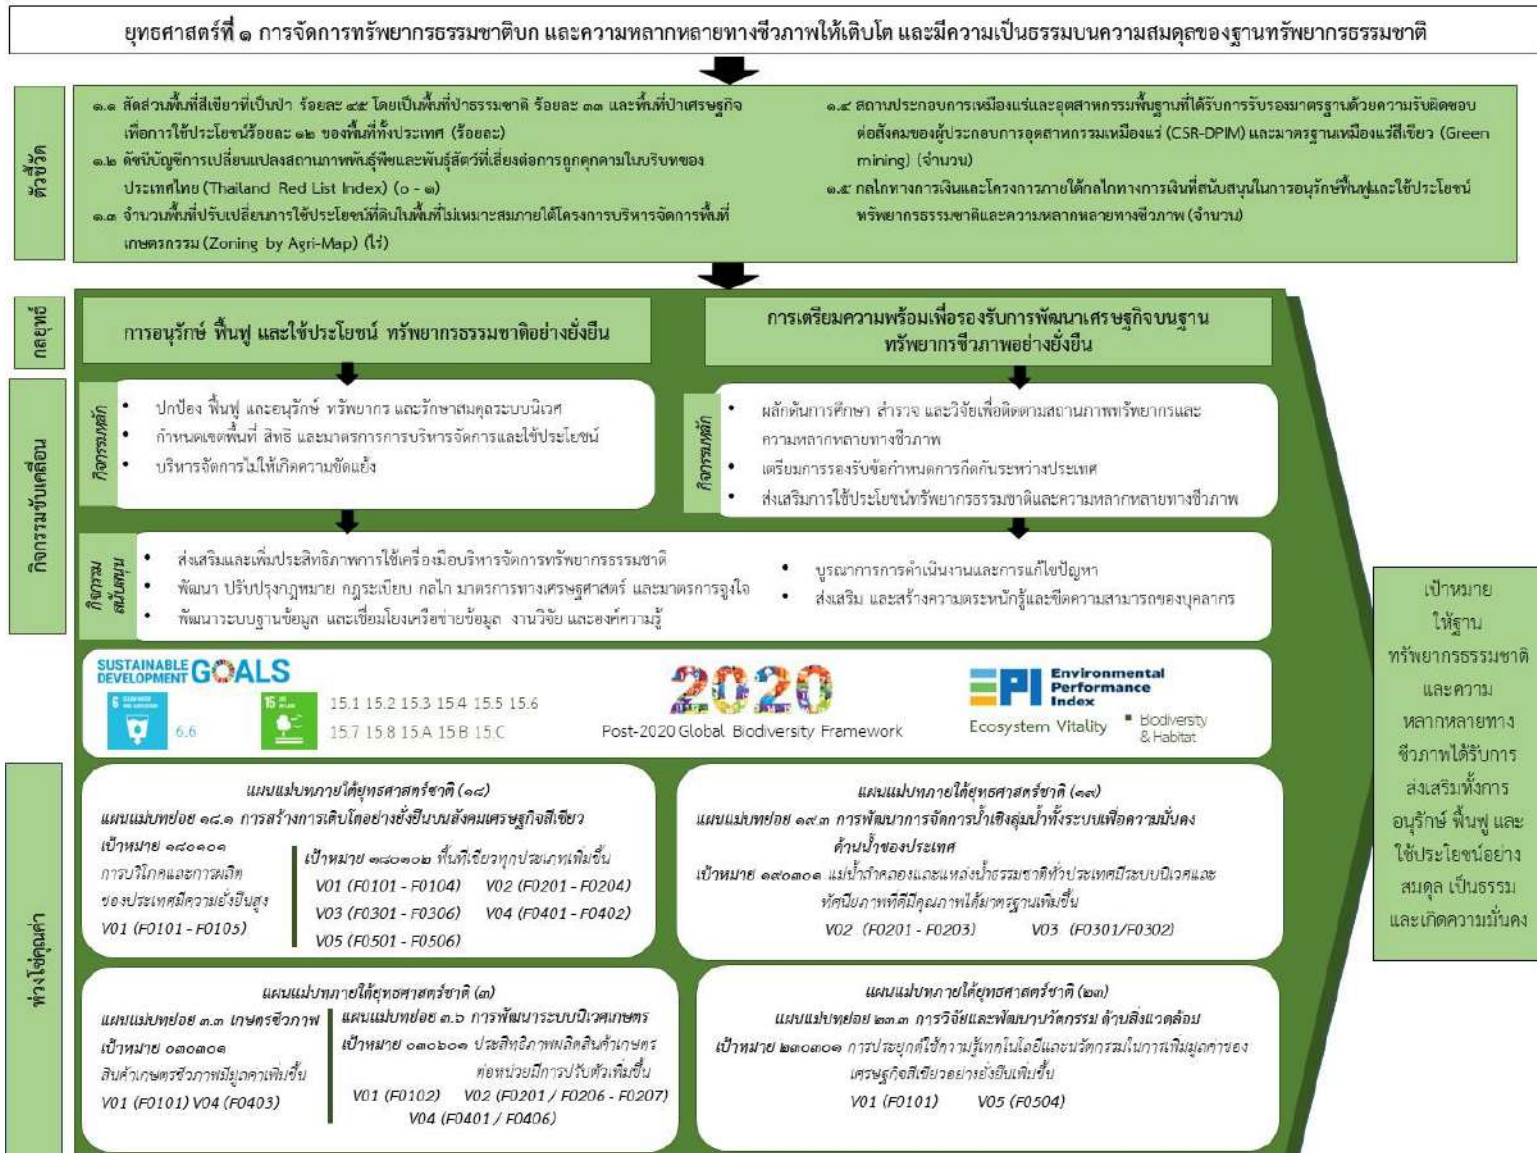 ยุทธศาสตร์ที่ ๑ การจัดการทรัพยากรธรรมชาติบก และความหลากหลายทางชีวภาพให้เติบโต และมีความเป็นธรรมบนความสมดุลของฐานทรัพยากรธรรมชาติ
ตัวชี้วัด
๑.๑ สัดส่วนพื้นที่สีเขียวที่เป็นป่า ร้อยละ ๔๕ โดยเป็นพื้นที่ป่าธรรมชาติ ร้อยละ ๓๓ และพื้นที่ป่าเศรษฐกิจ
เพื่อการใช้ประโยชน์ร้อยละ ๑๒ ของพื้นที่ทั้งประเทศ (ร้อยละ)
๑.๒ ดัชนีบัญชีการเปลี่ยนแปลงสถานภาพพันธุ์พืชและพันธุ์สัตว์ที่เสี่ยงต่อการถูกคุกคามในบริบทของ
ประเทศไทย (Thailand Red List Index) (๐ - ๑)
๑.๓ จำนวนพื้นที่ปรับเปลี่ยนการใช้ประโยชน์ที่ดินในพื้นที่ไม่เหมาะสมภายใต้โครงการบริหารจัดการพื้นที่
เกษตรกรรม (Zoning by Agri-Map) (ไร่)
๑.๔ สถานประกอบการเหมืองแร่และอุตสาหกรรมพื้นฐานที่ได้รับการรับรองมาตรฐานด้วยความรับผิดชอบ
ต่อสังคมของผู้ประกอบการอุตสาหกรรมเหมืองแร่ (CSR-DPIM) และมาตรฐานเหมืองแร่สีเขียว (Green
mining) (จำนวน)
๑.๕ กลไกทางการเงินและโครงการภายใต้กลไกทางการเงินที่สนับสนุนในการอนุรักษ์ฟื้นฟูและใช้ประโยชน์
ทรัพยากรธรรมชาติและความหลากหลายทางชีวภาพ (จำนวน)
กลยุทธ์
การอนุรักษ์ ฟื้นฟู และใช้ประโยชน์ ทรัพยากรธรรมชาติอย่างยั่งยืน
การเตรียมความพร้อมเพื่อรองรับการพัฒนาเศรษฐกิจบนฐาน
ทรัพยากรชีวภาพอย่างยั่งยืน
กิจกรรมขับเคลื่อน
กิจกรรมหลัก
• ปกป้อง ฟื้นฟู และอนุรักษ์ ทรัพยากร และรักษาสมดุลระบบนิเวศ
• กำหนดเขตพื้นที่ สิทธิ และมาตรการการบริหารจัดการและใช้ประโยชน์
• บริหารจัดการไม่ให้เกิดความขัดแย้ง
กิจกรรมหลัก
• ผลักดันการศึกษา สำรวจ และวิจัยเพื่อติดตามสถานภาพทรัพยากรและ
ความหลากหลายทางชีวภาพ
• เตรียมการรองรับข้อกำหนดการกีดกันระหว่างประเทศ
• ส่งเสริมการใช้ประโยชน์ทรัพยากรธรรมชาติและความหลากหลายทางชีวภาพ
กิจกรรม
สนับสนุน
• ส่งเสริมและเพิ่มประสิทธิภาพการใช้เครื่องมือบริหารจัดการทรัพยากรธรรมชาติ
• พัฒนา ปรับปรุงกฎหมาย กฎระเบียบ กลไก มาตรการทางเศรษฐศาสตร์ และมาตรการจูงใจ
• พัฒนาระบบฐานข้อมูล และเชื่อมโยงเครือข่ายข้อมูล งานวิจัย และองค์ความรู้
• บูรณาการการดำเนินงานและการแก้ไขปัญหา
• ส่งเสริม และสร้างความตระหนักรู้และขีดความสามารถของบุคลากร
SUSTAINABLE
DEVELOPMENT GOALS
6 CLEAN WATER AND SANITATION
6.6
15 LIFE ON LAND
15.1 15.2 15.3 15.4 15.5 15.6
15.7 15.8 15.A 15.B 15.C
2020
Post-2020 Global Biodiversity Framework
EPI Environmental
Performance
Index
Ecosystem Vitality
▪ Biodiversity
& Habitat
ห่วงโซ่คุณค่า
แผนแม่บทภายใต้ยุทธศาสตร์ชาติ (๑๘)
แผนแม่บทย่อย ๑๘.๑ การสร้างการเติบโตอย่างยั่งยืนบนสังคมเศรษฐกิจสีเขียว
เป้าหมาย ๑๘๐๑๐๑
การบริโภคและการผลิต
ของประเทศมีความยั่งยืนสูง
V01 (F0101 - F0105)
เป้าหมาย ๑๘๐๑๐๒ พื้นที่เขียวทุกประเภทเพิ่มขึ้น
V01 (F0101 - F0104) V02 (F0201 - F0204)
V03 (F0301 - F0306) V04 (F0401 - F0402)
V05 (F0501 - F0506)
แผนแม่บทภายใต้ยุทธศาสตร์ชาติ (๑๙)
แผนแม่บทย่อย ๑๙.๓ การพัฒนาการจัดการน้ำเชิงลุ่มน้ำทั้งระบบเพื่อความมั่นคง
ด้านน้ำของประเทศ
เป้าหมาย ๑๙๐๓๐๑ แม่น้ำลำคลองและแหล่งน้ำธรรมชาติทั่วประเทศมีระบบนิเวศและ
ทัศนียภาพที่ดีมีคุณภาพได้มาตรฐานเพิ่มขึ้น
V02 (F0201 - F0203) V03 (F0301/F0302)
แผนแม่บทภายใต้ยุทธศาสตร์ชาติ (๓)
แผนแม่บทย่อย ๓.๓ เกษตรชีวภาพ
เป้าหมาย ๐๓๐๓๐๑
สินค้าเกษตรชีวภาพมีมูลค่าเพิ่มขึ้น
V01 (F0101) V04 (F0403)
แผนแม่บทย่อย ๓.๖ การพัฒนาระบบนิเวศเกษตร
เป้าหมาย ๐๓๐๖๐๑ ประสิทธิภาพผลิตสินค้าเกษตร
ต่อหน่วยมีการปรับตัวเพิ่มขึ้น
V01 (F0102) V02 (F0201 / F0206 - F0207)
V04 (F0401 / F0406)
แผนแม่บทภายใต้ยุทธศาสตร์ชาติ (๒๓)
แผนแม่บทย่อย ๒๓.๓ การวิจัยและพัฒนานวัตกรรม ด้านสิ่งแวดล้อม
เป้าหมาย ๒๓๐๓๐๑ การประยุกต์ใช้ความรู้เทคโนโลยีและนวัตกรรมในการเพิ่มมูลค่าของ
เศรษฐกิจสีเขียวอย่างยั่งยืนเพิ่มขึ้น
V01 (F0101) V05 (F0504)
เป้าหมาย
ให้ฐาน
ทรัพยากรธรรมชาติ
และความ
หลากหลายทาง
ชีวภาพได้รับการ
ส่งเสริมทั้งการ
อนุรักษ์ ฟื้นฟู และ
ใช้ประโยชน์อย่าง
สมดุล เป็นธรรม
และเกิดความมั่นคง